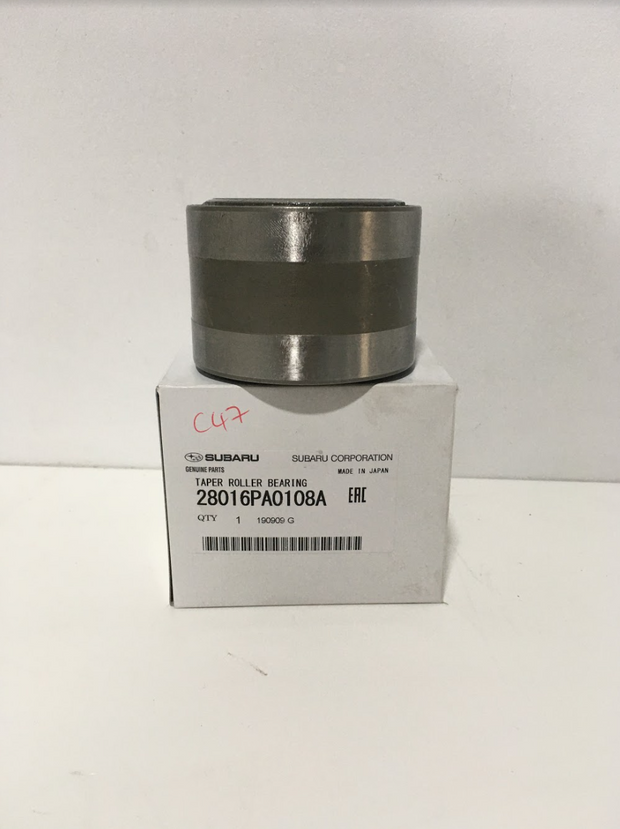 C47
SUBARU SUBARU CORPORATION
GENUINE PARTS MADE IN JAPAN
TAPER ROLLER BEARING
28016PA0108A EAC
QTY 1 190909 G